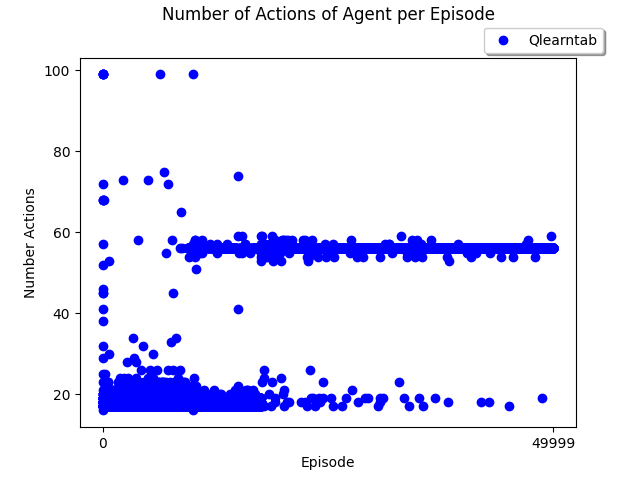 Number of Actions of Agent per Episode
Qlearntab
100
80
60
40
20
Number Actions
0
49999
Episode